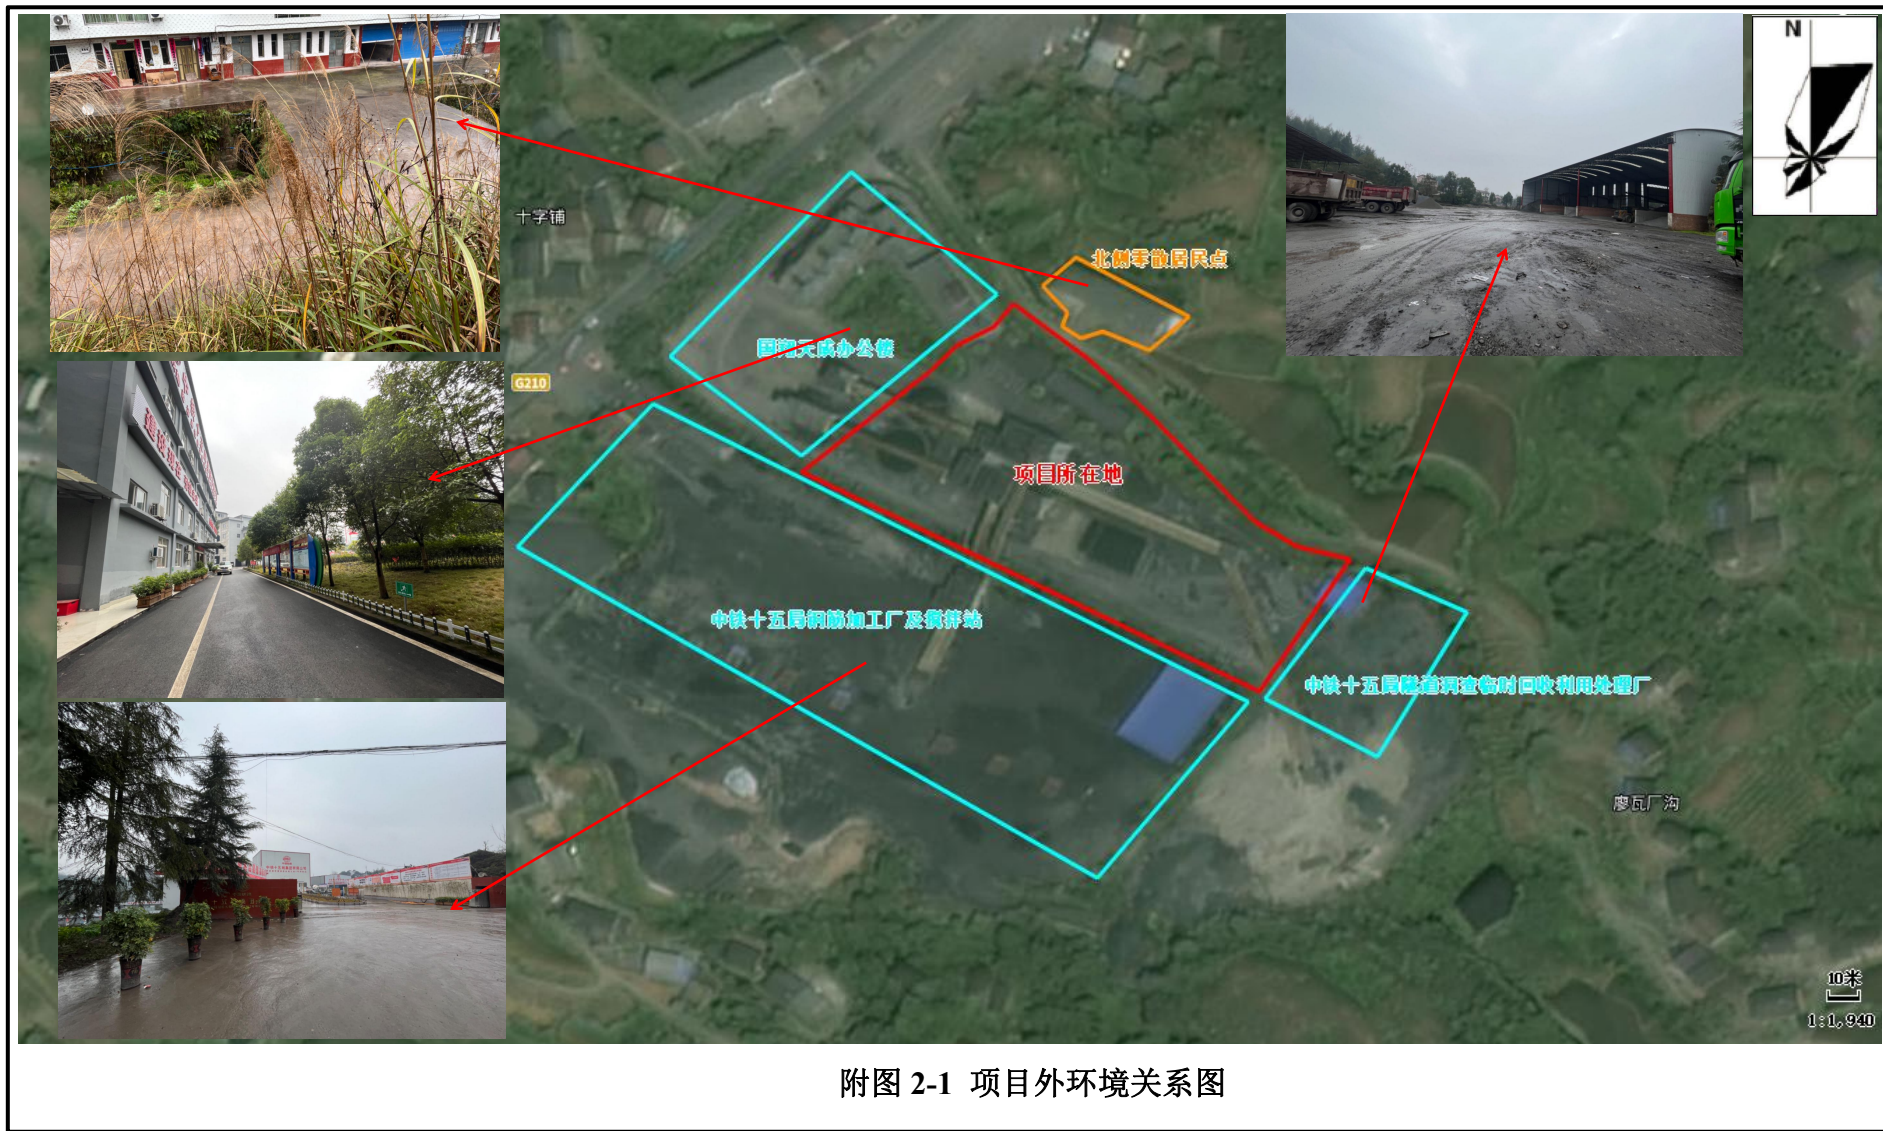 N
十字铺
北侧零散居民点
国湘天成办公楼
G210
项目所在地
中铁十五局钢筋加工厂及搅拌站
中铁十五局隧道洞渣临时回收利用处理厂
廖瓦厂沟
10米
1:1,940
附图 2-1 项目外环境关系图